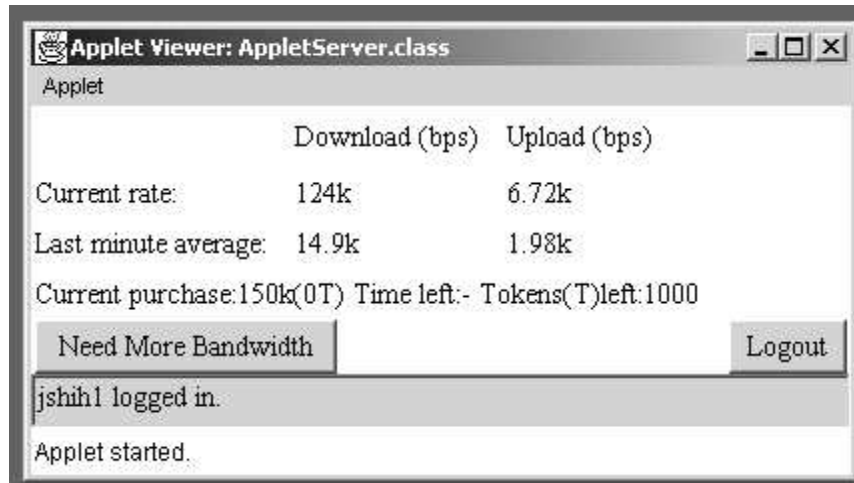 Applet Viewer: AppletServer.class
Applet
Download (bps) Upload (bps)
Current rate: 124k 6.72k
Last minute average: 14.9k 1.98k
Current purchase:150k(0T) Time left:- Tokens(T)left:1000
Need More Bandwidth Logout
jshih1 logged in.
Applet started.